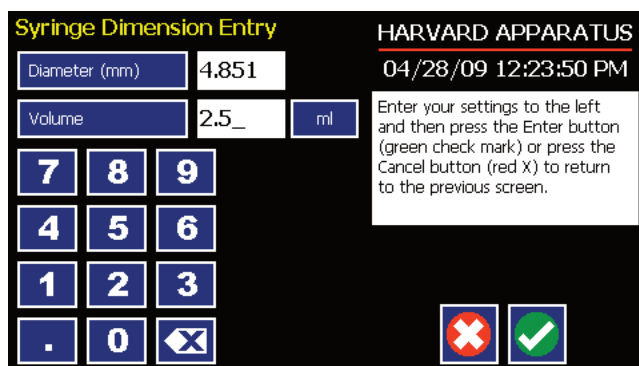 Syringe Dimension Entry
Diameter (mm) 4.851
Volume 2.5_ ml
7 8 9
4 5 6
1 2 3
. 0 X
HARVARD APPARATUS
04/28/09 12:23:50 PM
Enter your settings to the left
and then press the Enter button
(green check mark) or press the
Cancel button (red X) to return
to the previous screen.